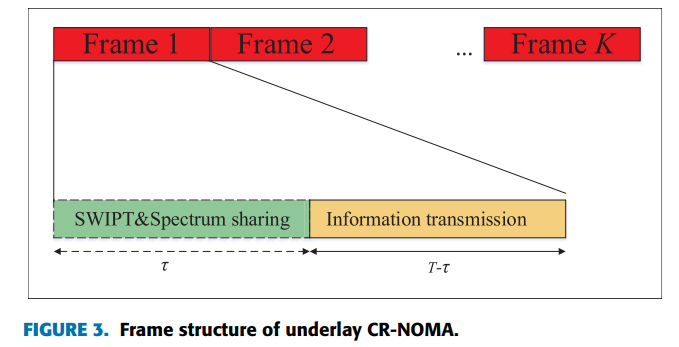 Frame 1 Frame 2 ... Frame K
SWIPT&Spectrum sharing Information transmission
τ T-τ
FIGURE 3. Frame structure of underlay CR-NOMA.